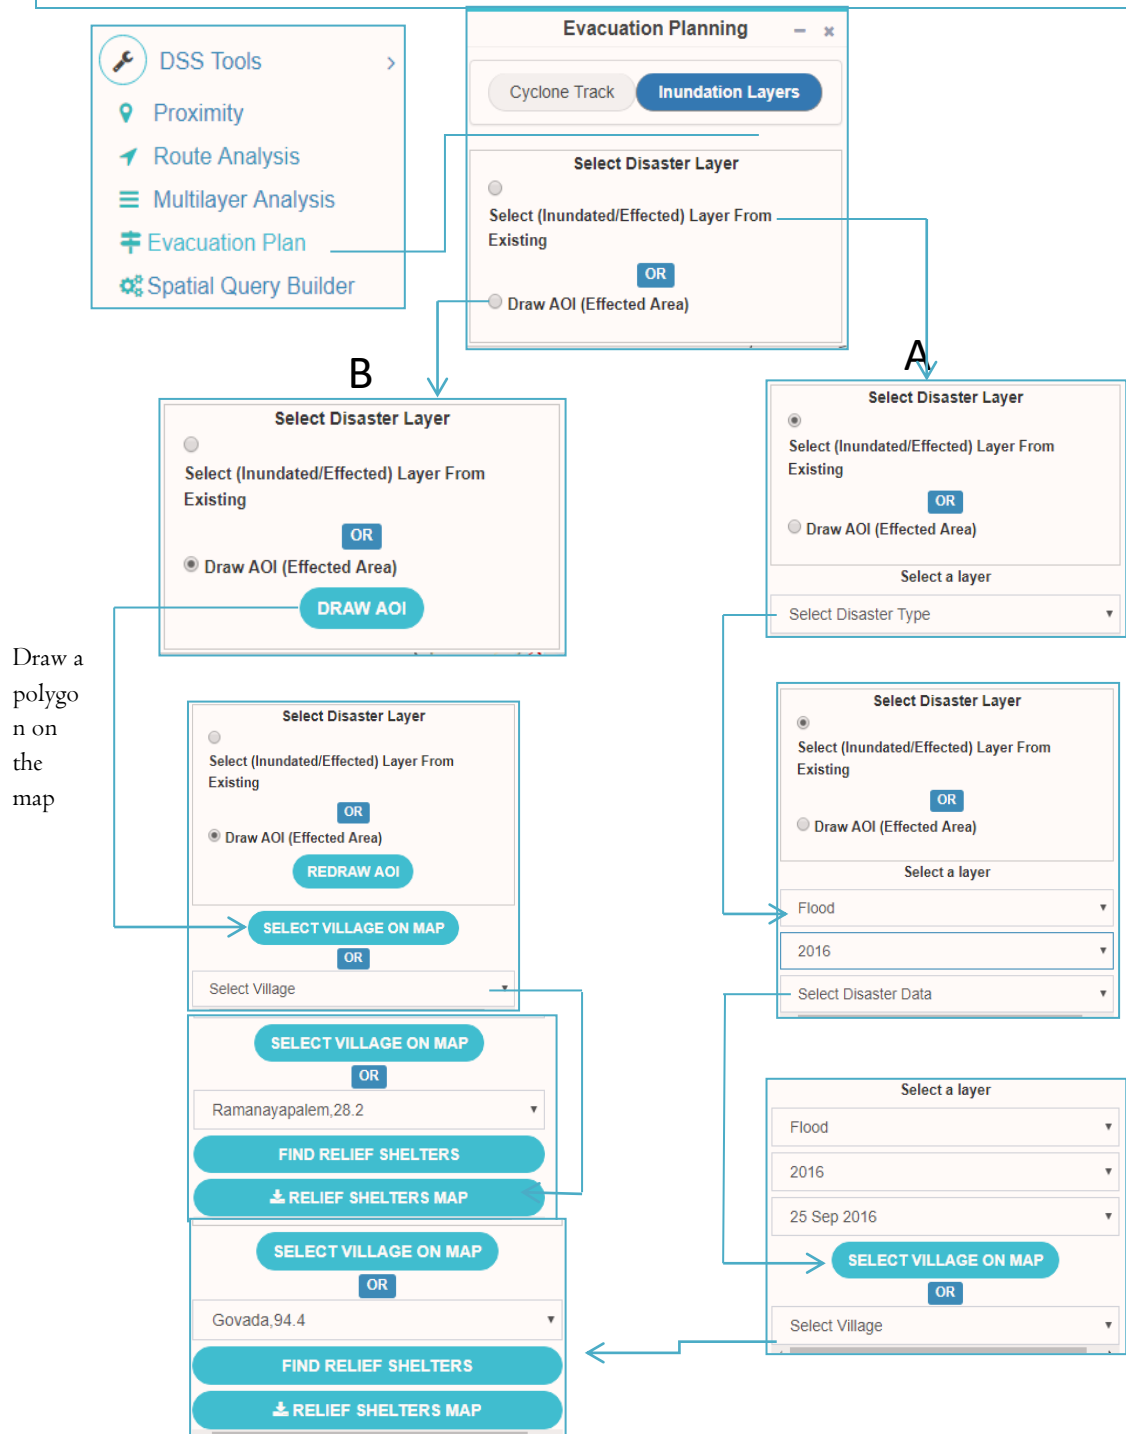 DSS Tools
Proximity
Route Analysis
Multilayer Analysis
Evacuation Plan
Spatial Query Builder
Evacuation Planning
Cyclone Track
Inundation Layers
Select Disaster Layer
Select (Inundated/Effected) Layer From
Existing
OR
Draw AOI (Effected Area)
B
Select Disaster Layer
Select (Inundated/Effected) Layer From
Existing
OR
Draw AOI (Effected Area)
DRAW AOI
Draw a
polygo
n on
the
map
Select Disaster Layer
Select (Inundated/Effected) Layer From
Existing
OR
Draw AOI (Effected Area)
REDRAW AOI
SELECT VILLAGE ON MAP
OR
Select Village
SELECT VILLAGE ON MAP
OR
Ramanayapalem,28.2
FIND RELIEF SHELTERS
RELIEF SHELTERS MAP
A
Select Disaster Layer
Select (Inundated/Effected) Layer From
Existing
OR
Draw AOI (Effected Area)
Select a layer
Select Disaster Type
Select Disaster Layer
Select (Inundated/Effected) Layer From
Existing
OR
Draw AOI (Effected Area)
Select a layer
Flood
2016
Select Disaster Data
Select a layer
Flood
2016
25 Sep 2016
SELECT VILLAGE ON MAP
OR
Select Village
SELECT VILLAGE ON MAP
OR
Govada,94.4
FIND RELIEF SHELTERS
RELIEF SHELTERS MAP